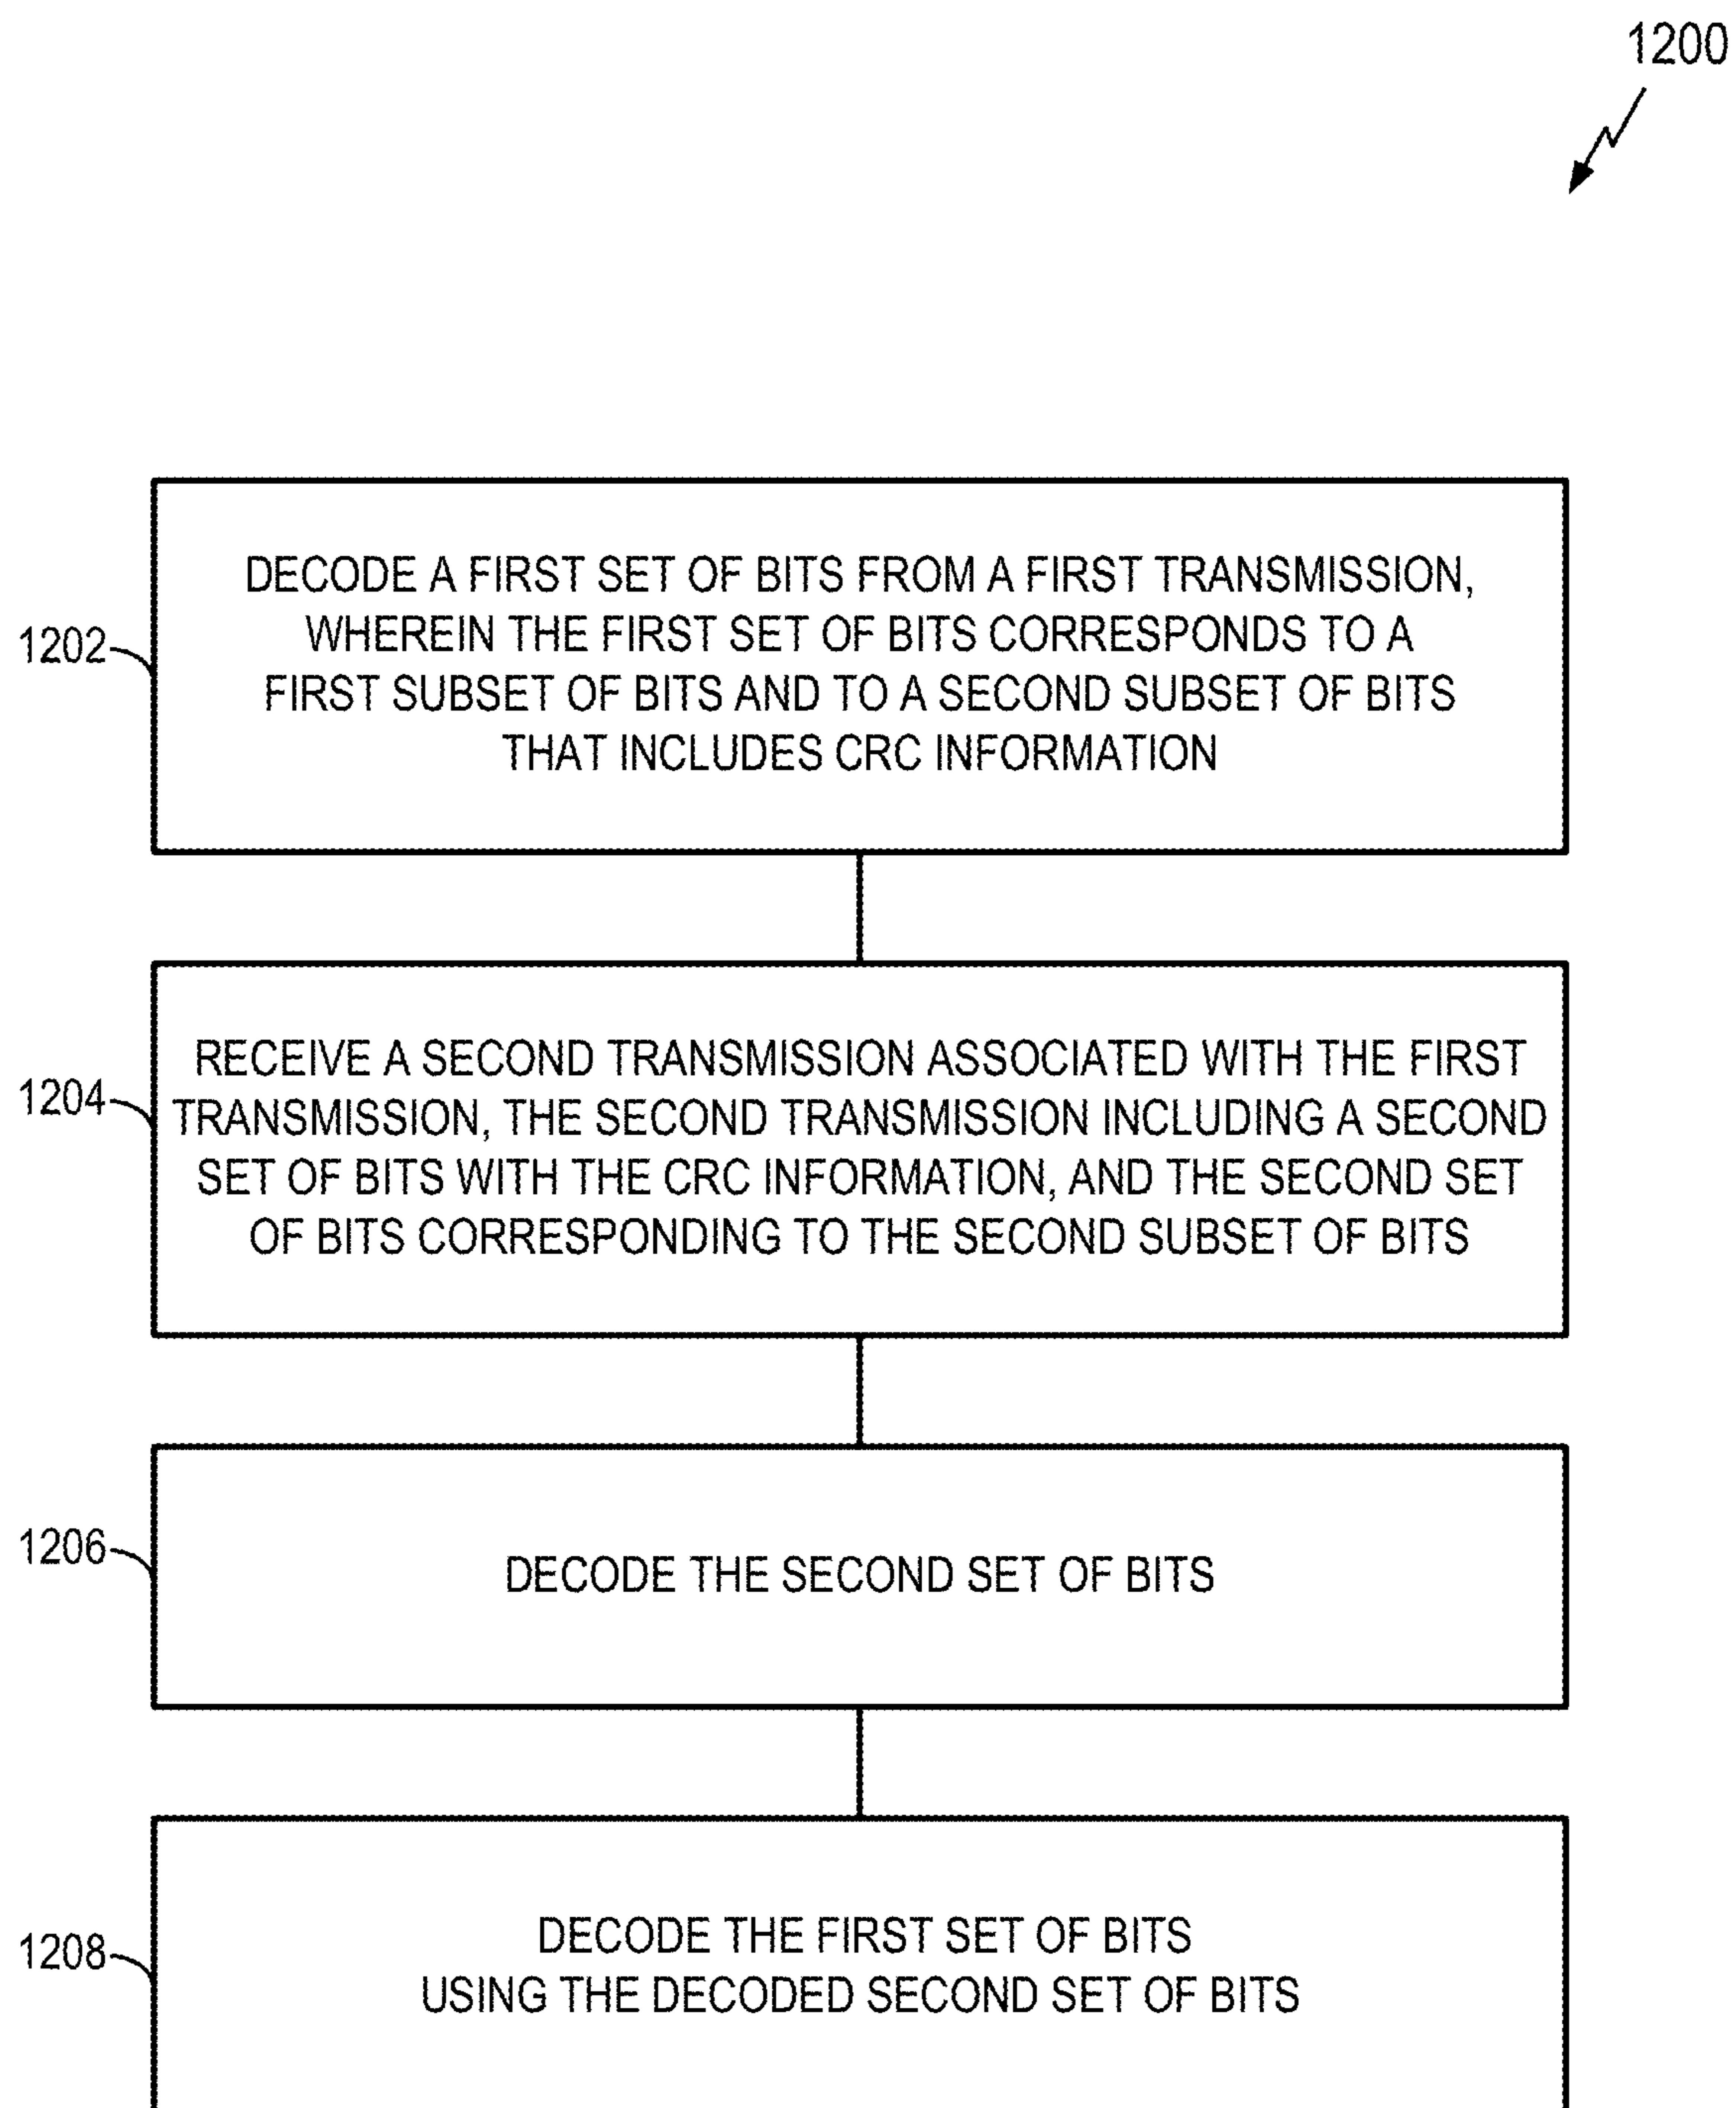 1200
DECODE A FIRST SET OF BITS FROM A FIRST TRANSMISSION,
WHEREIN THE FIRST SET OF BITS CORRESPONDS TO A
FIRST SUBSET OF BITS AND TO A SECOND SUBSET OF BITS
THAT INCLUDES CRC INFORMATION
1202
RECEIVE A SECOND TRANSMISSION ASSOCIATED WITH THE FIRST
TRANSMISSION, THE SECOND TRANSMISSION INCLUDING A SECOND
SET OF BITS WITH THE CRC INFORMATION, AND THE SECOND SET
OF BITS CORRESPONDING TO THE SECOND SUBSET OF BITS
1204
DECODE THE SECOND SET OF BITS
1206
DECODE THE FIRST SET OF BITS
USING THE DECODED SECOND SET OF BITS
1208